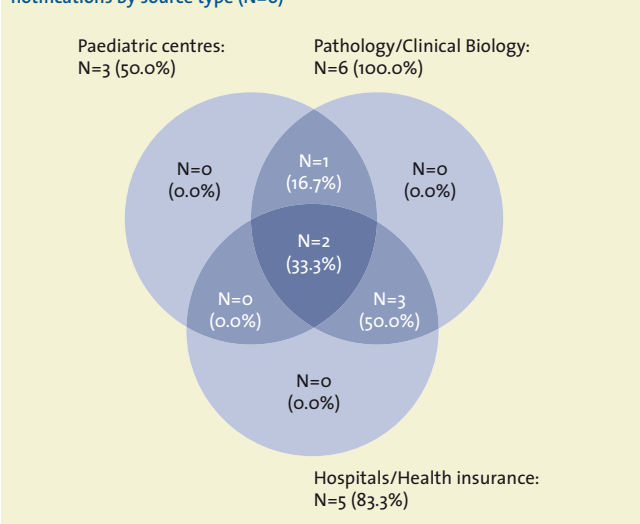 notifications by source type (N=6)
Paediatric centres:
N=3 (50.0%)
Pathology/Clinical Biology:
N=6 (100.0%)
N=0
(0.0%)
N=1
(16.7%)
N=0
(0.0%)
N=2
(33.3%)
N=0
(0.0%)
N=3
(50.0%)
N=0
(0.0%)
Hospitals/Health insurance:
N=5 (83.3%)